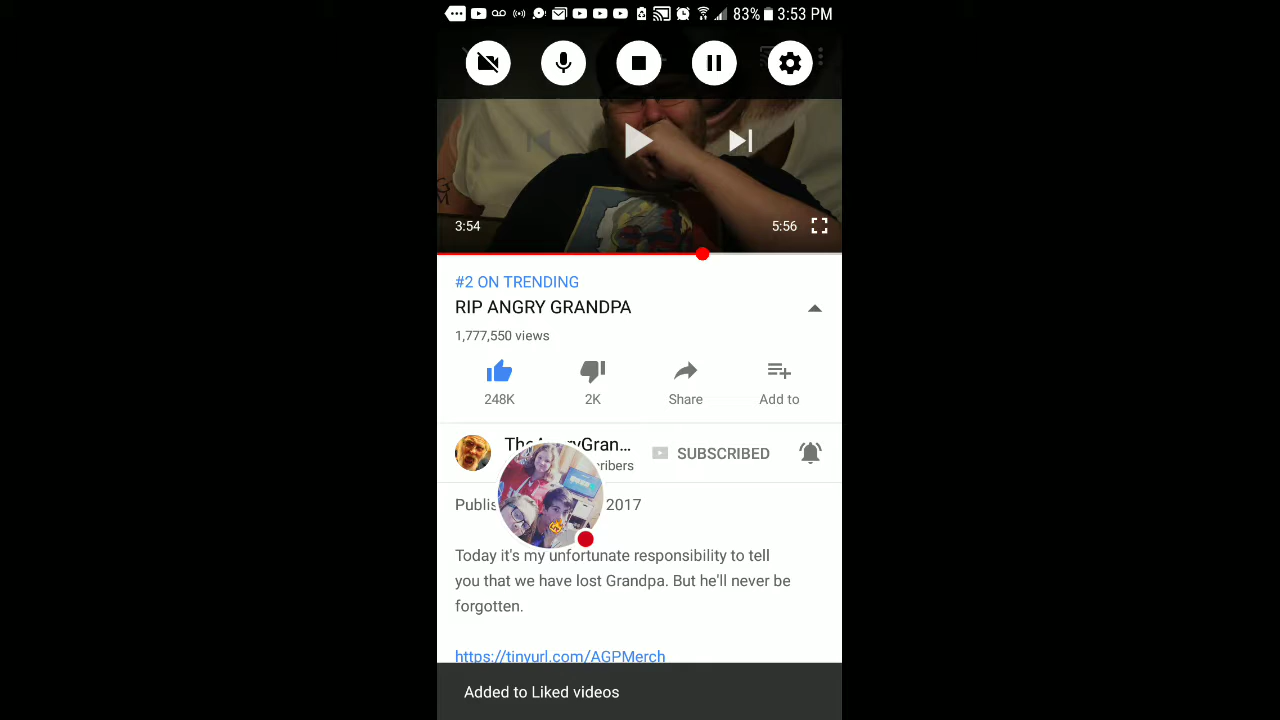 83% 3:53 PM
3:54 5:56
#2 ON TRENDING
RIP ANGRY GRANDPA
1,777,550 views
248K 2K Share Add to
SUBSCRIBED
2017
Today it's my unfortunate responsibility to tell
you that we have lost Grandpa. But he'll never be
forgotten.
https://tinyurl.com/AGPMerch
Added to Liked videos